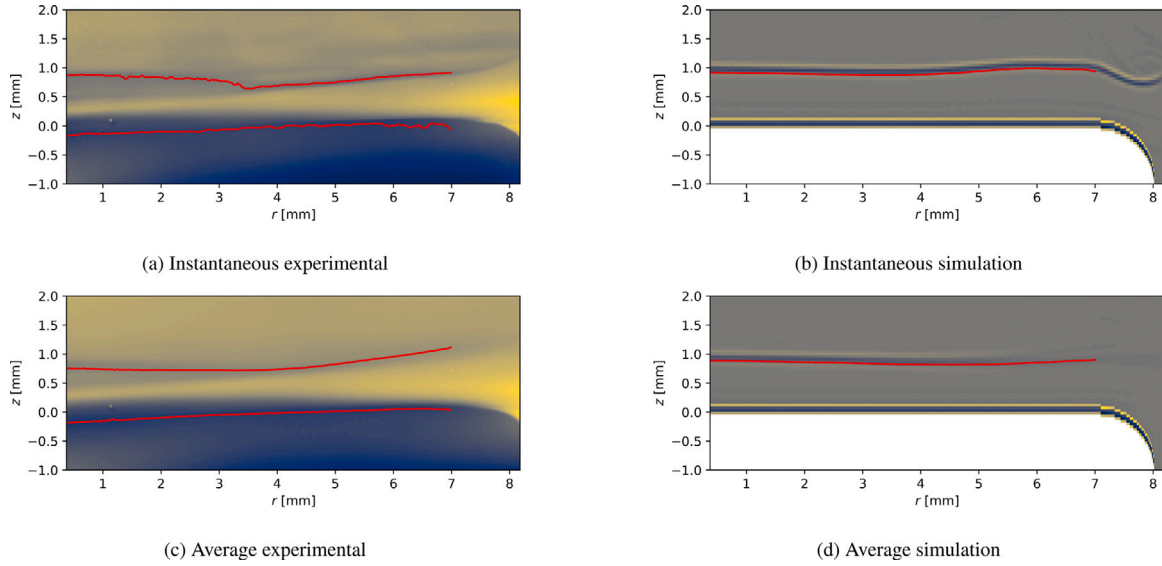 2.0
1.5
1.0
0.5
0.0
−0.5
−1.0
z [mm]
1 2 3 4 5 6 7 8
r [mm]
(a) Instantaneous experimental
2.0
1.5
1.0
0.5
0.0
−0.5
−1.0
z [mm]
1 2 3 4 5 6 7 8
r [mm]
(b) Instantaneous simulation
2.0
1.5
1.0
0.5
0.0
−0.5
−1.0
z [mm]
1 2 3 4 5 6 7 8
r [mm]
(c) Average experimental
2.0
1.5
1.0
0.5
0.0
−0.5
−1.0
z [mm]
1 2 3 4 5 6 7 8
r [mm]
(d) Average simulation